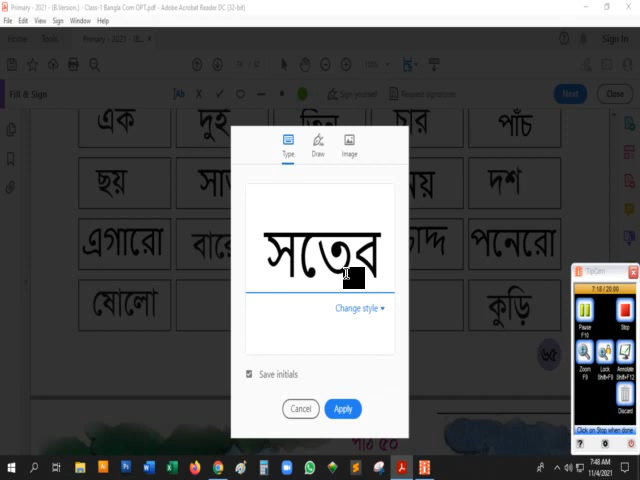 Primary - 2021 - (B.Version.) - Class-1 Bangla Com OPT.pdf - Adobe Acrobat Reader DC (32-bit)
File Edit View Sign Window Help
Home Tools Primary - 2021 - (B... ×
Sign In
Fill & Sign
Ab
Sign yourself
Request signatures
Next
Close
এক দুই তিন চার পাঁচ
ছয় দশ
এগারো পনেরো
ষোলো কুড়ি
৬৫
পাঠ ৫০
Type Draw Image
সতের
Change style
Save initials
Cancel Apply
TipCam
7:18 / 20:00
Pause F10
Stop
Zoom F9
Lock Shift+F9
Annotate Shift+F12
Discard
Click on Stop when done.
7:48 AM
11/4/2021